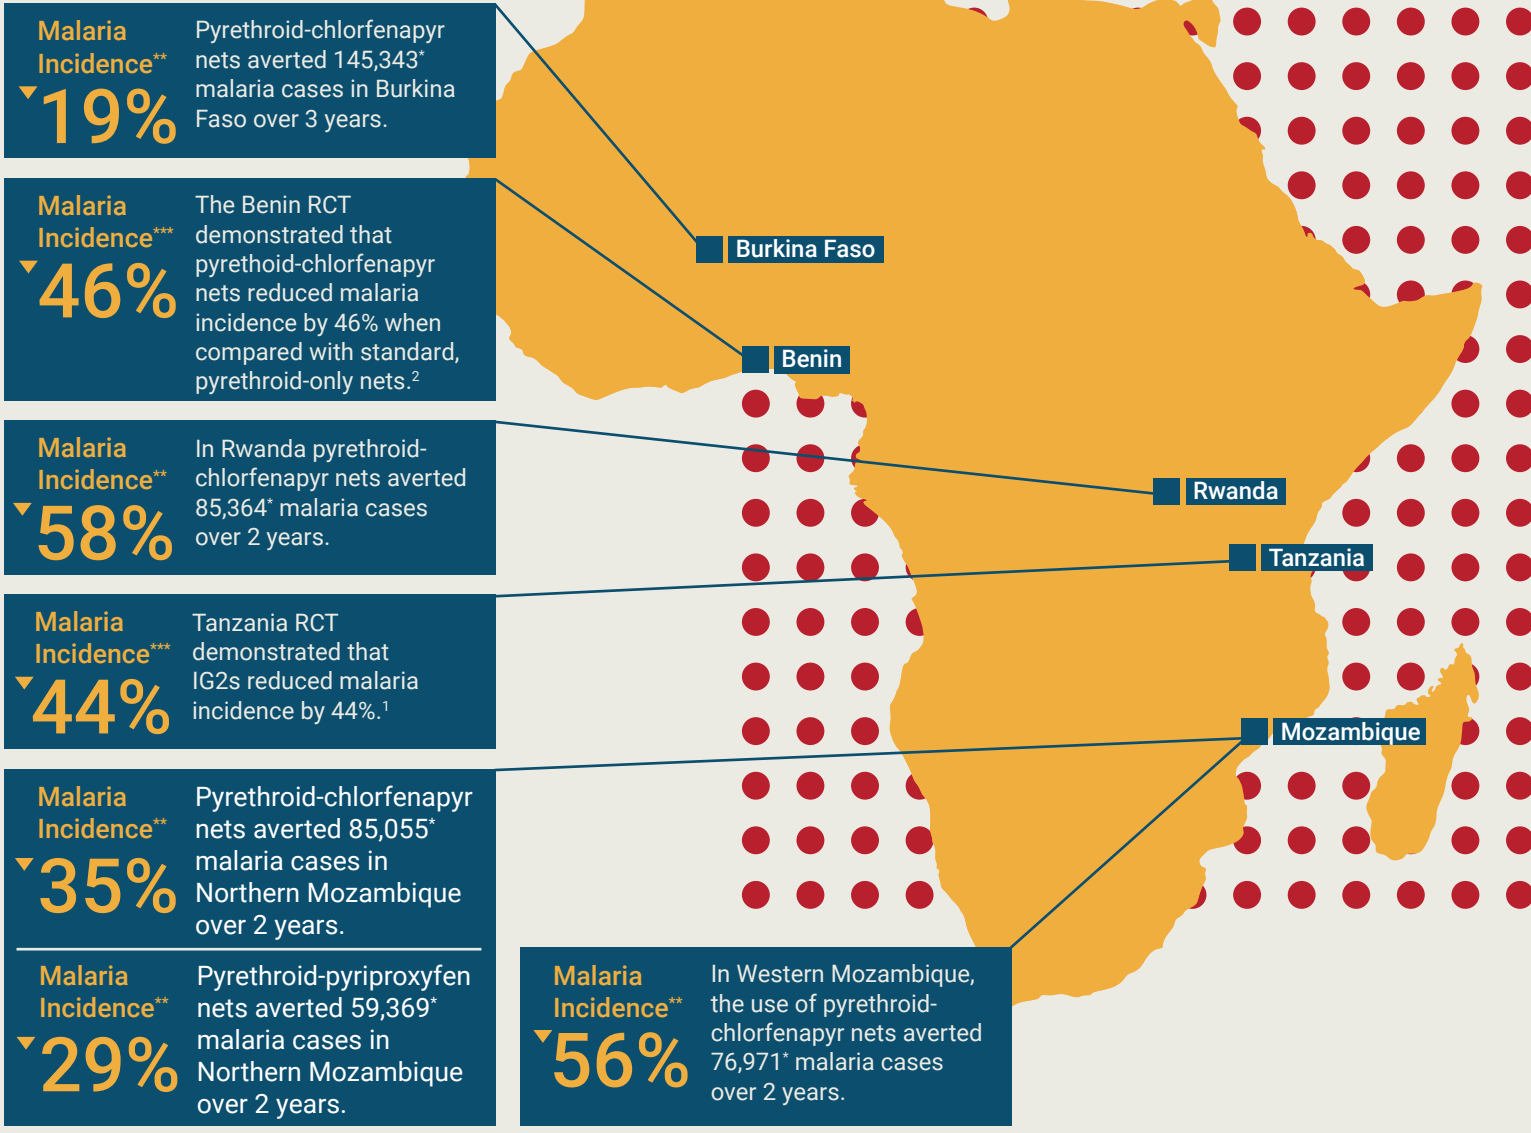 Malaria
Incidence**
▼19%
Pyrethroid-chlorfenapyr
nets averted 145,343*
malaria cases in Burkina
Faso over 3 years.
Malaria
Incidence***
▼46%
The Benin RCT
demonstrated that
pyrethoid-chlorfenapyr
nets reduced malaria
incidence by 46% when
compared with standard,
pyrethroid-only nets.2
Malaria
Incidence**
▼58%
In Rwanda pyrethroid-
chlorfenapyr nets averted
85,364* malaria cases
over 2 years.
Malaria
Incidence***
▼44%
Tanzania RCT
demonstrated that
IG2s reduced malaria
incidence by 44%.1
Malaria
Incidence**
▼35%
Pyrethroid-chlorfenapyr
nets averted 85,055*
malaria cases in
Northern Mozambique
over 2 years.
Malaria
Incidence**
▼29%
Pyrethroid-pyriproxyfen
nets averted 59,369*
malaria cases in
Northern Mozambique
over 2 years.
Malaria
Incidence**
▼56%
In Western Mozambique,
the use of pyrethroid-
chlorfenapyr nets averted
76,971* malaria cases
over 2 years.
Burkina Faso
Benin
Rwanda
Tanzania
Mozambique